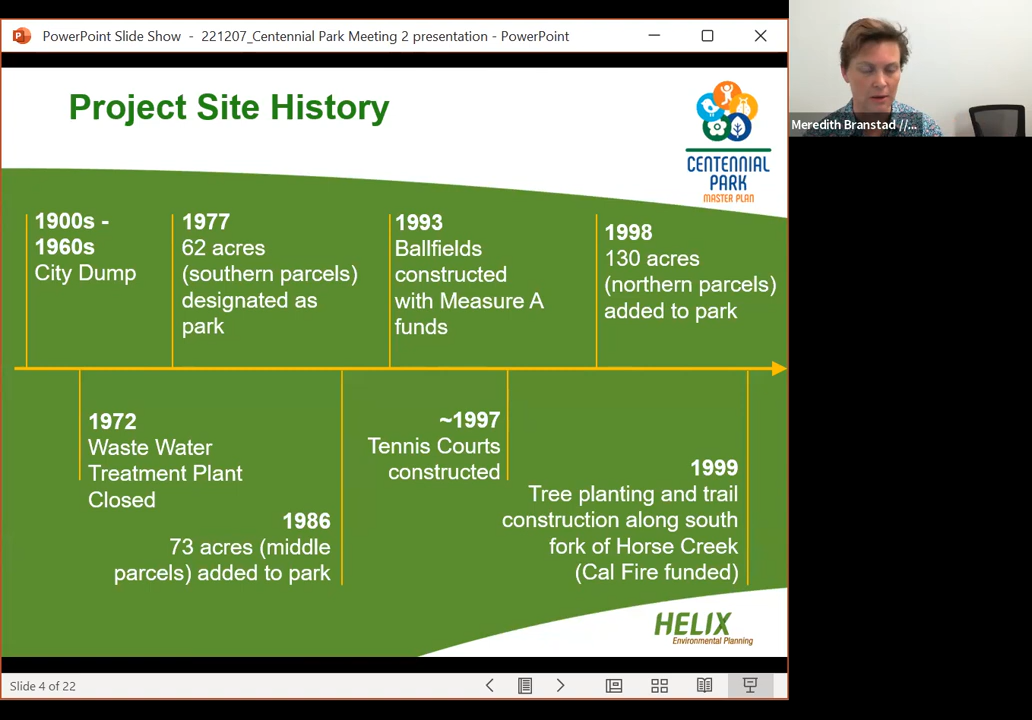 PowerPoint Slide Show - 221207_Centennial Park Meeting 2 presentation - PowerPoint
Meredith Branstad //...
Project Site History
CENTENNIAL
PARK
MASTER PLAN
1900s -
1960s
City Dump
1977
62 acres
(southern parcels)
designated as
park
1993
Ballfields
constructed
with Measure A
funds
1998
130 acres
(northern parcels)
added to park
1972
Waste Water
Treatment Plant
Closed
1986
73 acres (middle
parcels) added to park
~1997
Tennis Courts
constructed
1999
Tree planting and trail
construction along south
fork of Horse Creek
(Cal Fire funded)
HELIX
Environmental Planning
Slide 4 of 22